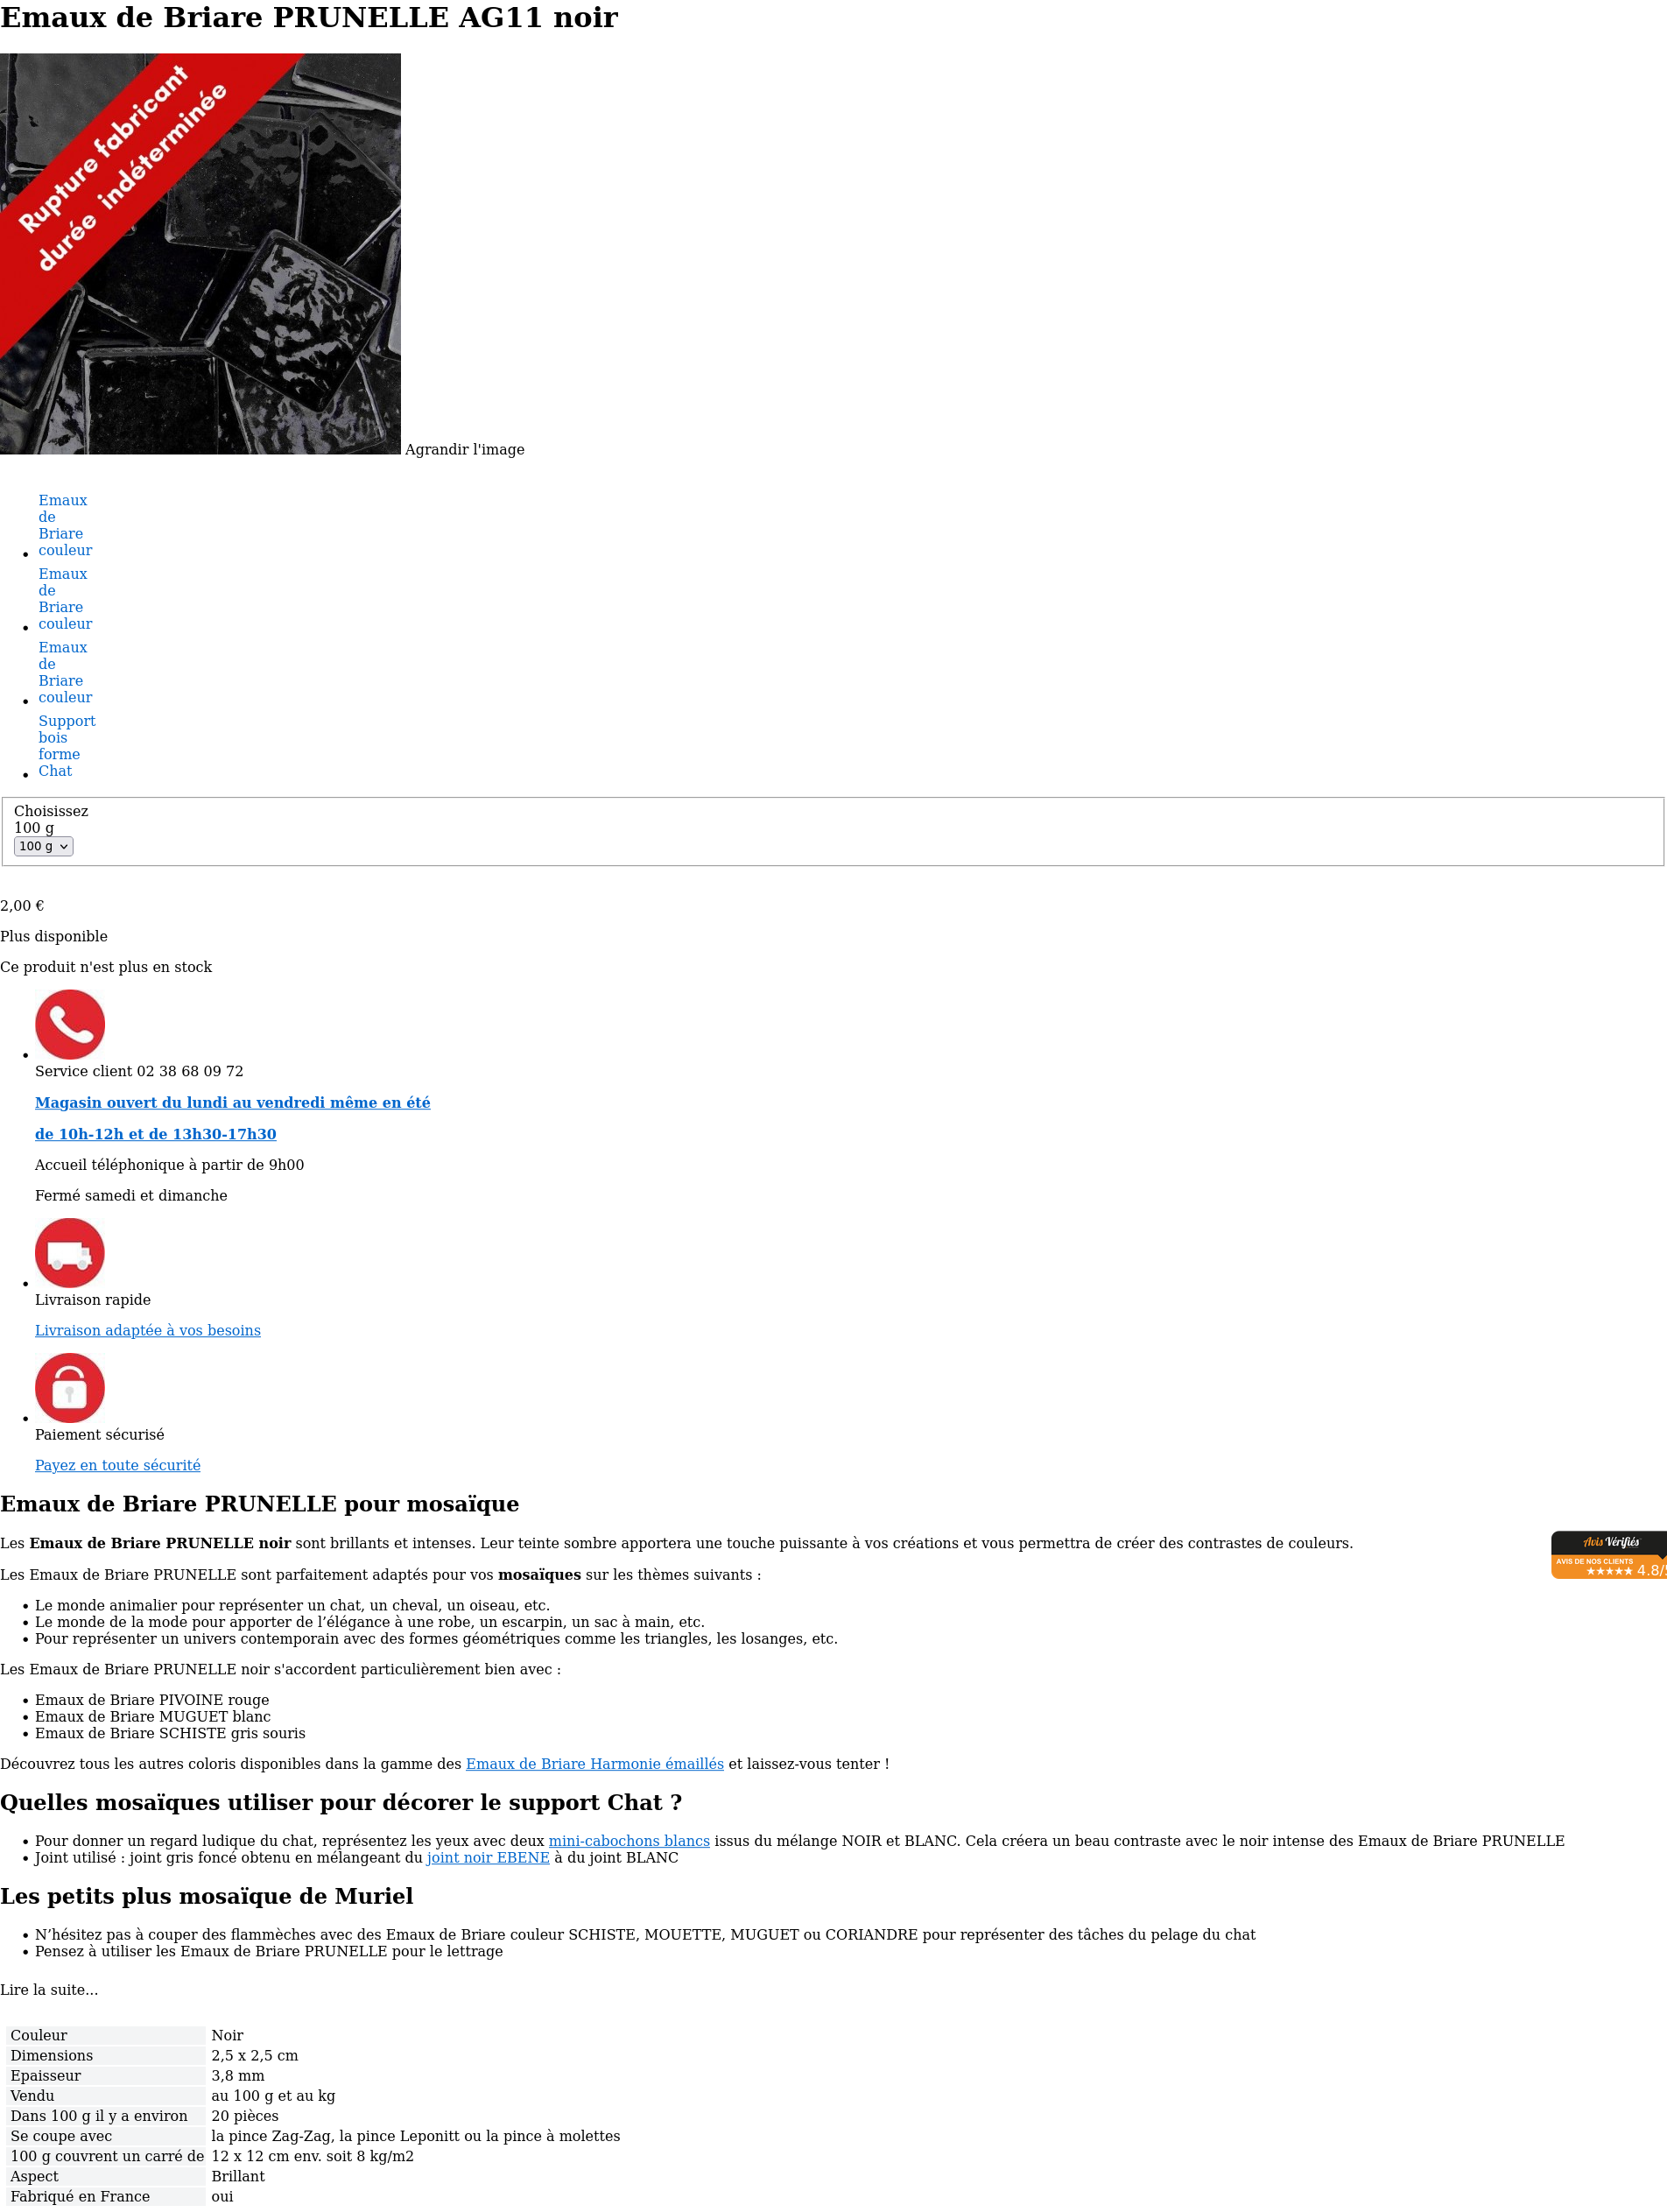 Emaux de Briare PRUNELLE AG11 noir
Rupture fabricant
durée indéterminée
Agrandir l'image
Emaux
de
Briare
couleur
Emaux
de
Briare
couleur
Emaux
de
Briare
couleur
Support
bois
forme
Chat
Choisissez
100 g
100 g
2,00 €
Plus disponible
Ce produit n'est plus en stock
Service client 02 38 68 09 72
Magasin ouvert du lundi au vendredi même en été
de 10h-12h et de 13h30-17h30
Accueil téléphonique à partir de 9h00
Fermé samedi et dimanche
Livraison rapide
Livraison adaptée à vos besoins
Paiement sécurisé
Payez en toute sécurité
Emaux de Briare PRUNELLE pour mosaïque
Les Emaux de Briare PRUNELLE noir sont brillants et intenses. Leur teinte sombre apportera une touche puissante à vos créations et vous permettra de créer des contrastes de couleurs.
Avis Vérifiés
AVIS DE NOS CLIENTS
★★★★★ 4.8/5
Les Emaux de Briare PRUNELLE sont parfaitement adaptés pour vos mosaïques sur les thèmes suivants :
• Le monde animalier pour représenter un chat, un cheval, un oiseau, etc.
• Le monde de la mode pour apporter de l’élégance à une robe, un escarpin, un sac à main, etc.
• Pour représenter un univers contemporain avec des formes géométriques comme les triangles, les losanges, etc.
Les Emaux de Briare PRUNELLE noir s'accordent particulièrement bien avec :
• Emaux de Briare PIVOINE rouge
• Emaux de Briare MUGUET blanc
• Emaux de Briare SCHISTE gris souris
Découvrez tous les autres coloris disponibles dans la gamme des Emaux de Briare Harmonie émaillés et laissez-vous tenter !
Quelles mosaïques utiliser pour décorer le support Chat ?
• Pour donner un regard ludique du chat, représentez les yeux avec deux mini-cabochons blancs issus du mélange NOIR et BLANC. Cela créera un beau contraste avec le noir intense des Emaux de Briare PRUNELLE
• Joint utilisé : joint gris foncé obtenu en mélangeant du joint noir EBENE à du joint BLANC
Les petits plus mosaïque de Muriel
• N’hésitez pas à couper des flammèches avec des Emaux de Briare couleur SCHISTE, MOUETTE, MUGUET ou CORIANDRE pour représenter des tâches du pelage du chat
• Pensez à utiliser les Emaux de Briare PRUNELLE pour le lettrage
Lire la suite...
Couleur Noir
Dimensions 2,5 x 2,5 cm
Epaisseur 3,8 mm
Vendu au 100 g et au kg
Dans 100 g il y a environ 20 pièces
Se coupe avec la pince Zag-Zag, la pince Leponitt ou la pince à molettes
100 g couvrent un carré de 12 x 12 cm env. soit 8 kg/m2
Aspect Brillant
Fabriqué en France oui